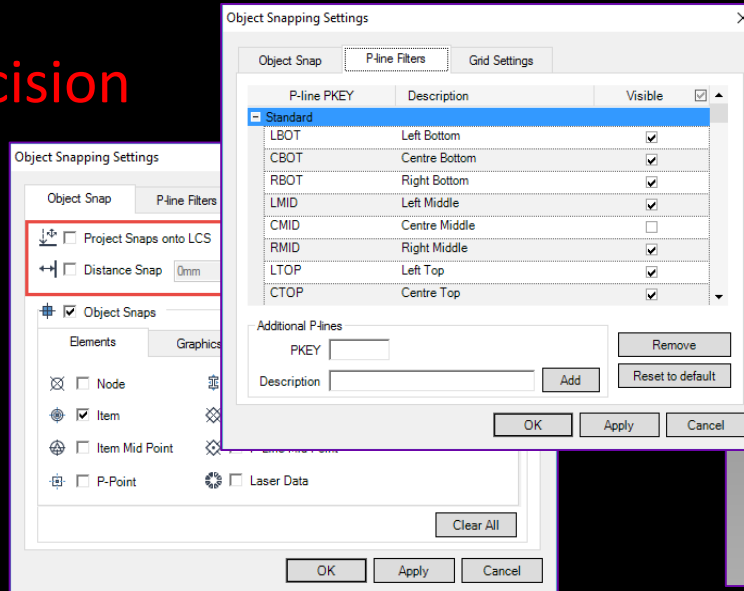 cision
Object Snapping Settings
Object Snap P-line Filters Grid Settings
P-line PKEY Description Visible
Standard
LBOT Left Bottom
CBOT Centre Bottom
RBOT Right Bottom
LMID Left Middle
CMID Centre Middle
RMID Right Middle
LTOP Left Top
CTOP Centre Top
Additional P-lines
PKEY
Description Add
Remove
Reset to default
OK Apply Cancel
Object Snapping Settings
Object Snap P-line Filters
Project Snaps onto LCS
Distance Snap 0mm
Object Snaps
Elements Graphics
Node
Item
Item Mid Point
P-Point Laser Data
Clear All
OK Apply Cancel